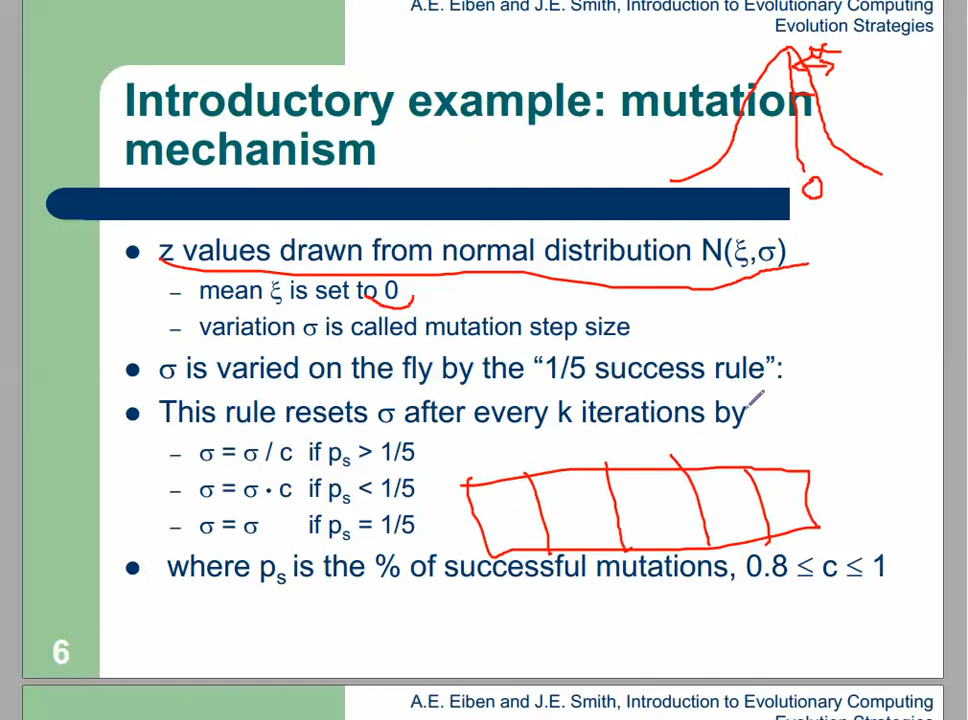 A.E. Eiben and J.E. Smith, Introduction to Evolutionary Computing
Evolution Strategies
Introductory example: mutation
mechanism
0
● z values drawn from normal distribution N(ξ,σ)
– mean ξ is set to 0
– variation σ is called mutation step size
● σ is varied on the fly by the “1/5 success rule”:
● This rule resets σ after every k iterations by
– σ = σ / c if ps > 1/5
– σ = σ • c if ps < 1/5
– σ = σ if ps = 1/5
● where ps is the % of successful mutations, 0.8 ≤ c ≤ 1
6
A.E. Eiben and J.E. Smith, Introduction to Evolutionary Computing
Evolution Strategies